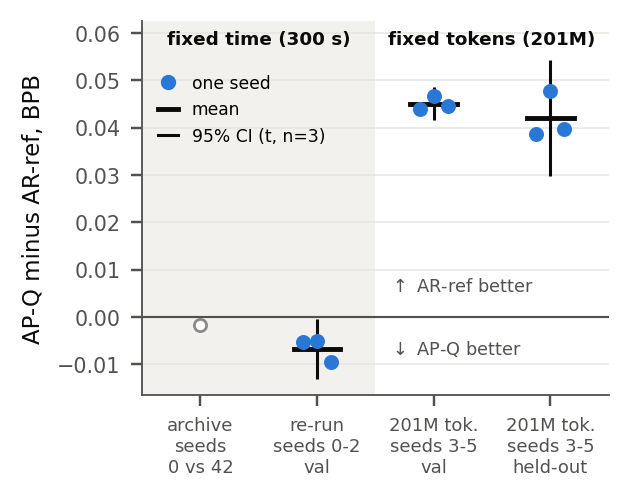 fixed time (300 s)
fixed tokens (201M)
one seed
mean
95% CI (t, n=3)
AP-Q minus AR-ref, BPB
0.06
0.05
0.04
0.03
0.02
0.01
0.00
−0.01
↑ AR-ref better
↓ AP-Q better
archive
seeds
0 vs 42
re-run
seeds 0-2
val
201M tok.
seeds 3-5
val
201M tok.
seeds 3-5
held-out